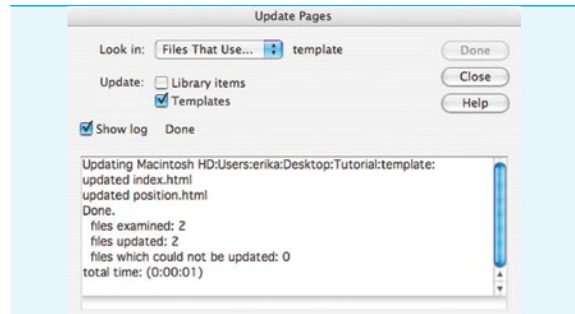 Update Pages
Look in: Files That Use... template
Done
Update: Library items
Close
Templates
Help
Show log Done
Updating Macintosh HD:Users:erika:Desktop:Tutorial:template:
updated index.html
updated position.html
Done.
files examined: 2
files updated: 2
files which could not be updated: 0
total time: (0:00:01)